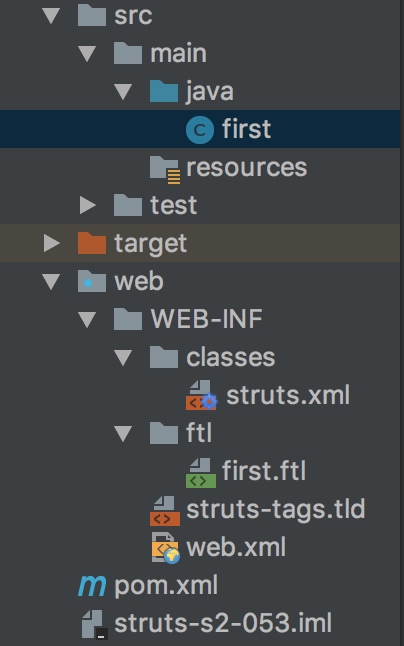 src
main
java
C first
resources
test
target
web
WEB-INF
classes
struts.xml
ftl
first.ftl
struts-tags.tld
web.xml
m pom.xml
struts-s2-053.iml